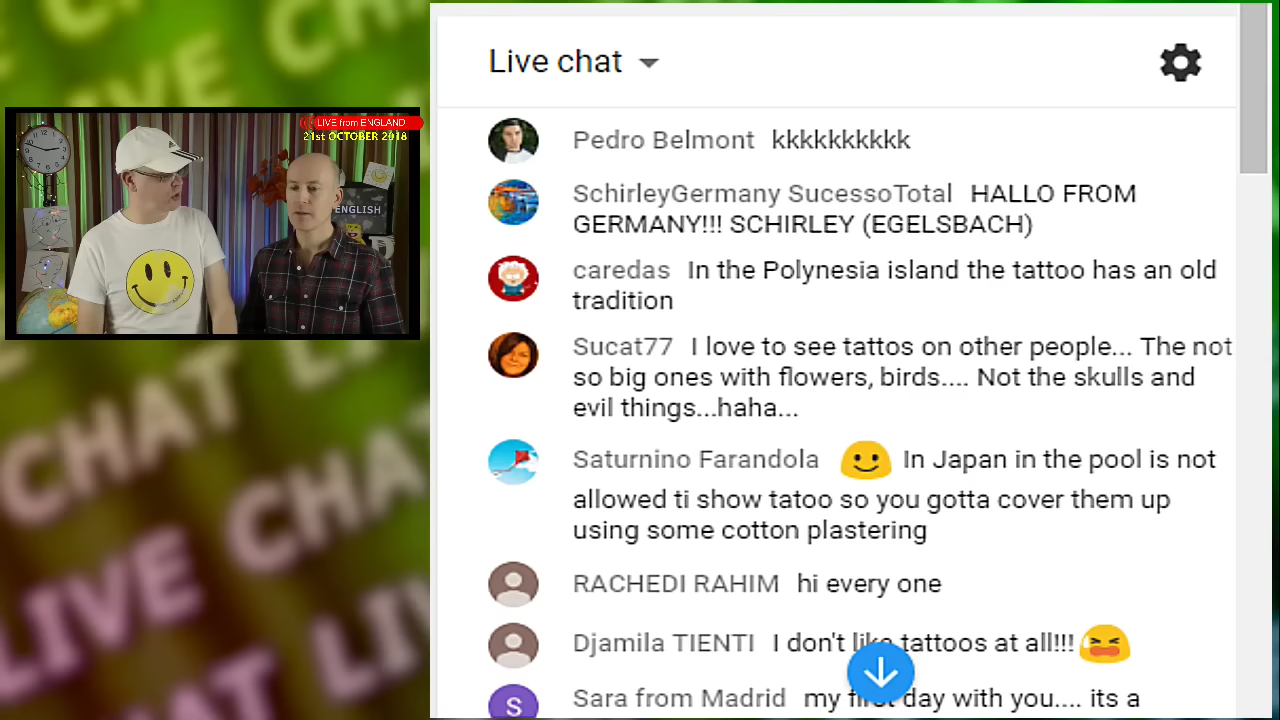 LIVE from ENGLAND
21st OCTOBER 2018
ENGLISH
Live chat
Pedro Belmont kkkkkkkkkk
SchirleyGermany SucessoTotal HALLO FROM
GERMANY!!! SCHIRLEY (EGELSBACH)
caredas In the Polynesia island the tattoo has an old
tradition
Sucat77 I love to see tattos on other people... The not
so big ones with flowers, birds.... Not the skulls and
evil things...haha...
Saturnino Farandola In Japan in the pool is not
allowed ti show tatoo so you gotta cover them up
using some cotton plastering
RACHEDI RAHIM hi every one
Djamila TIENTI I don't like tattoos at all!!!
S
Sara from Madrid my first day with you.... its a
LIVE CHAT
CHAT
LIVE CHAT
CHAT LIVE